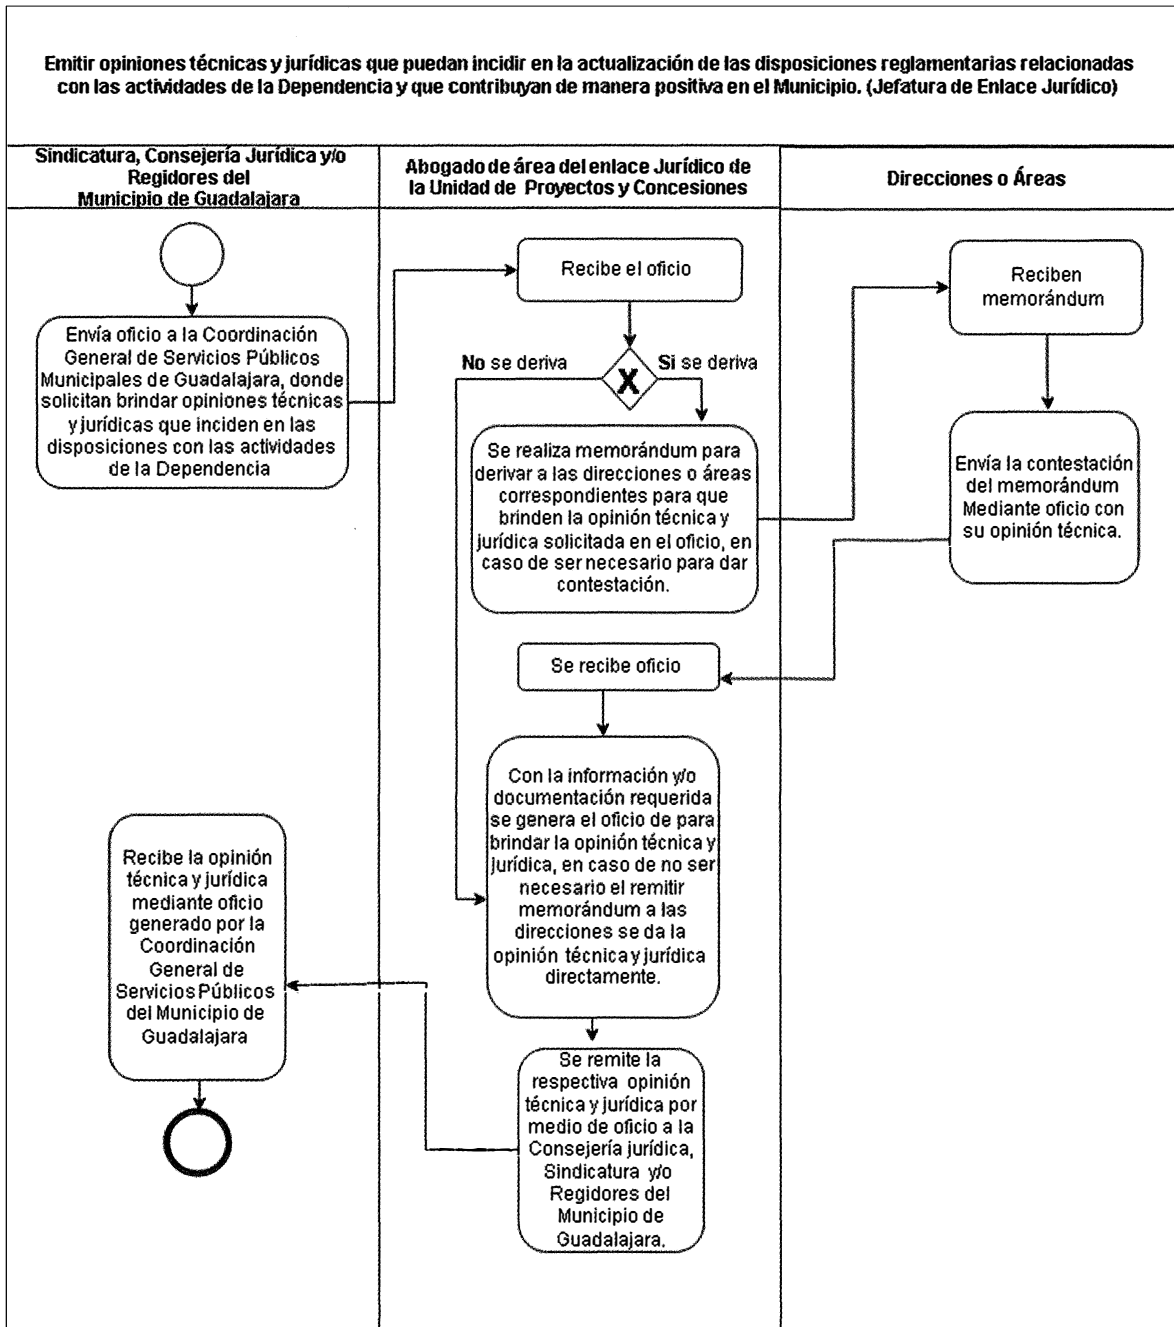 Emitir opiniones técnicas y jurídicas que puedan incidir en la actualización de las disposiciones reglamentarias relacionadas
con las actividades de la Dependencia y que contribuyan de manera positiva en el Municipio. (Jefatura de Enlace Jurídico)
Sindicatura, Consejería Jurídica y/o
Regidores del
Municipio de Guadalajara
Abogado de área del enlace Jurídico de
la Unidad de Proyectos y Concesiones
Direcciones o Áreas
Envía oficio a la Coordinación
General de Servicios Públicos
Municipales de Guadalajara, donde
solicitan brindar opiniones técnicas
y jurídicas que inciden en las
disposiciones con las actividades
de la Dependencia
Recibe el oficio
No se deriva
X
Si se deriva
Se realiza memorándum para
derivar a las direcciones o áreas
correspondientes para que
brinden la opinión técnica y
jurídica solicitada en el oficio, en
caso de ser necesario para dar
contestación.
Reciben
memorándum
Envía la contestación
del memorándum
Mediante oficio con
su opinión técnica.
Se recibe oficio
Con la información y/o
documentación requerida
se genera el oficio de para
brindar la opinión técnica y
jurídica, en caso de no ser
necesario el remitir
memorándum a las
direcciones se da la
opinión técnica y jurídica
directamente.
Se remite la
respectiva opinión
técnica y jurídica por
medio de oficio a la
Consejería jurídica,
Sindicatura y/o
Regidores del
Municipio de
Guadalajara.
Recibe la opinión
técnica y jurídica
mediante oficio
generado por la
Coordinación
General de
Servicios Públicos
del Municipio de
Guadalajara